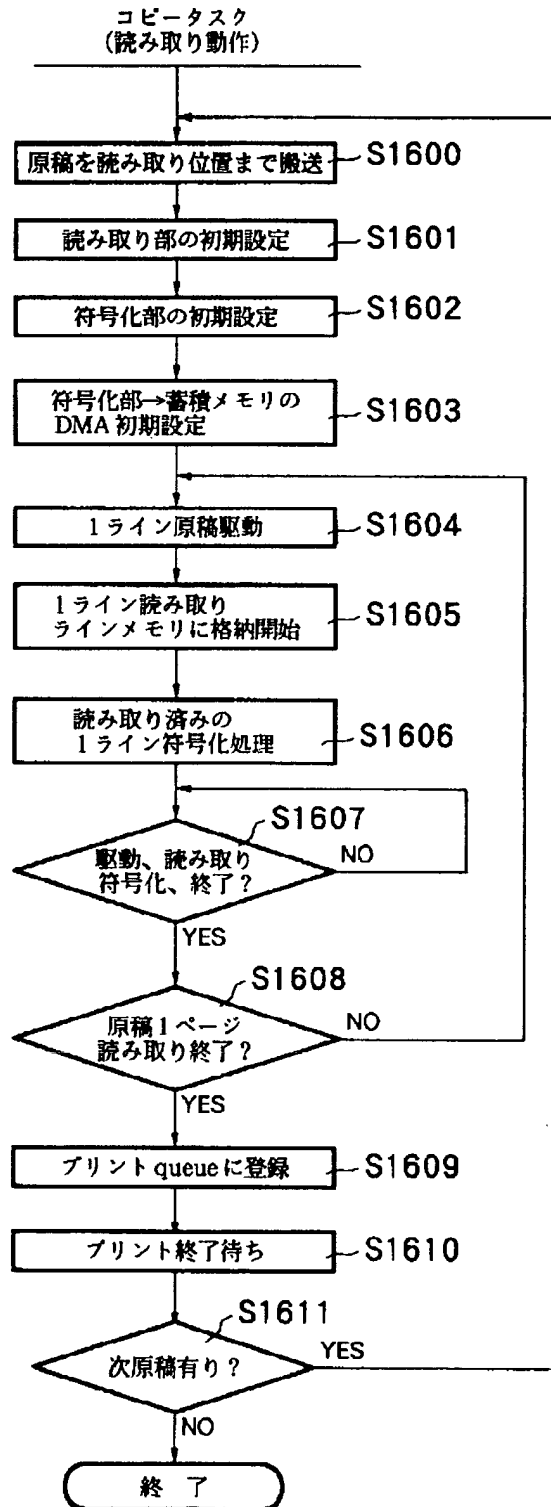 コピータスク
(読み取り動作)
原稿を読み取り位置まで搬送
S1600
読み取り部の初期設定
S1601
符号化部の初期設定
S1602
符号化部→蓄積メモリの
DMA 初期設定
S1603
1ライン原稿駆動
S1604
1ライン読み取り
ラインメモリに格納開始
S1605
読み取り済みの
1ライン符号化処理
S1606
S1607
駆動、読み取り
符号化、終了?
NO
YES
S1608
原稿1ページ
読み取り終了?
NO
YES
プリント queue に登録
S1609
プリント終了待ち
S1610
S1611
次原稿有り?
YES
NO
終 了